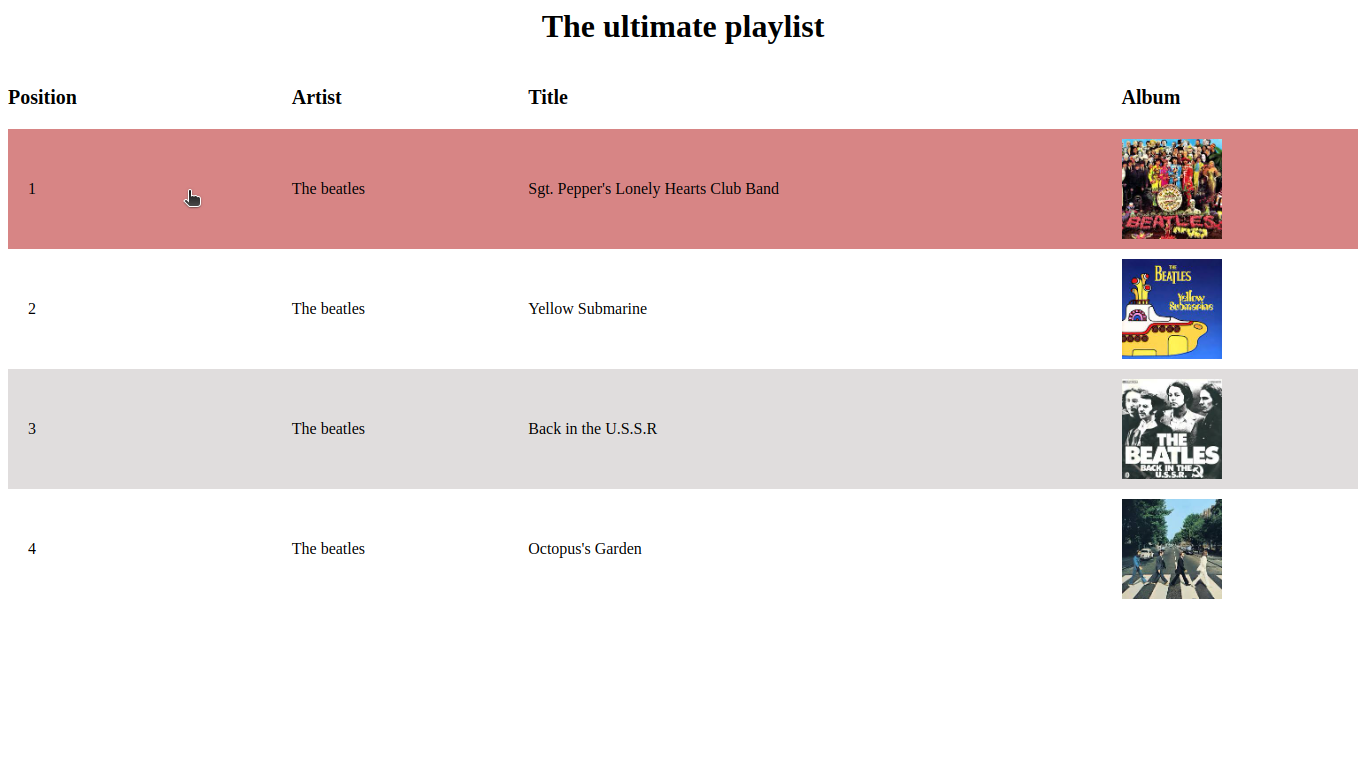 The ultimate playlist
Position Artist Title Album
1 The beatles Sgt. Pepper's Lonely Hearts Club Band
BEATLES
2 The beatles Yellow Submarine
THE
BEATLES
Yellow
Submarine
3 The beatles Back in the U.S.S.R
THE
BEATLES
BACK IN THE
U.S.S.R.
4 The beatles Octopus's Garden